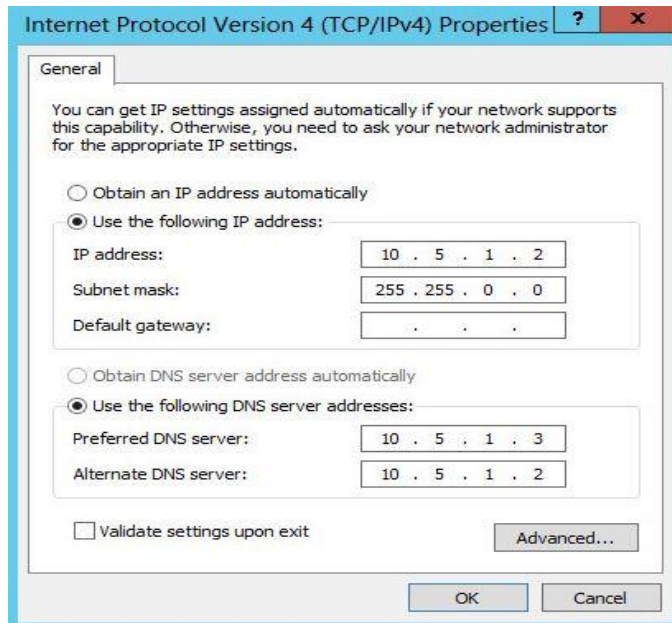 Internet Protocol Version 4 (TCP/IPv4) Properties ? x
General
You can get IP settings assigned automatically if your network supports
this capability. Otherwise, you need to ask your network administrator
for the appropriate IP settings.
Obtain an IP address automatically
Use the following IP address:
IP address: 10 . 5 . 1 . 2
Subnet mask: 255 . 255 . 0 . 0
Default gateway: . . .
Obtain DNS server address automatically
Use the following DNS server addresses:
Preferred DNS server: 10 . 5 . 1 . 3
Alternate DNS server: 10 . 5 . 1 . 2
Validate settings upon exit
Advanced...
OK Cancel